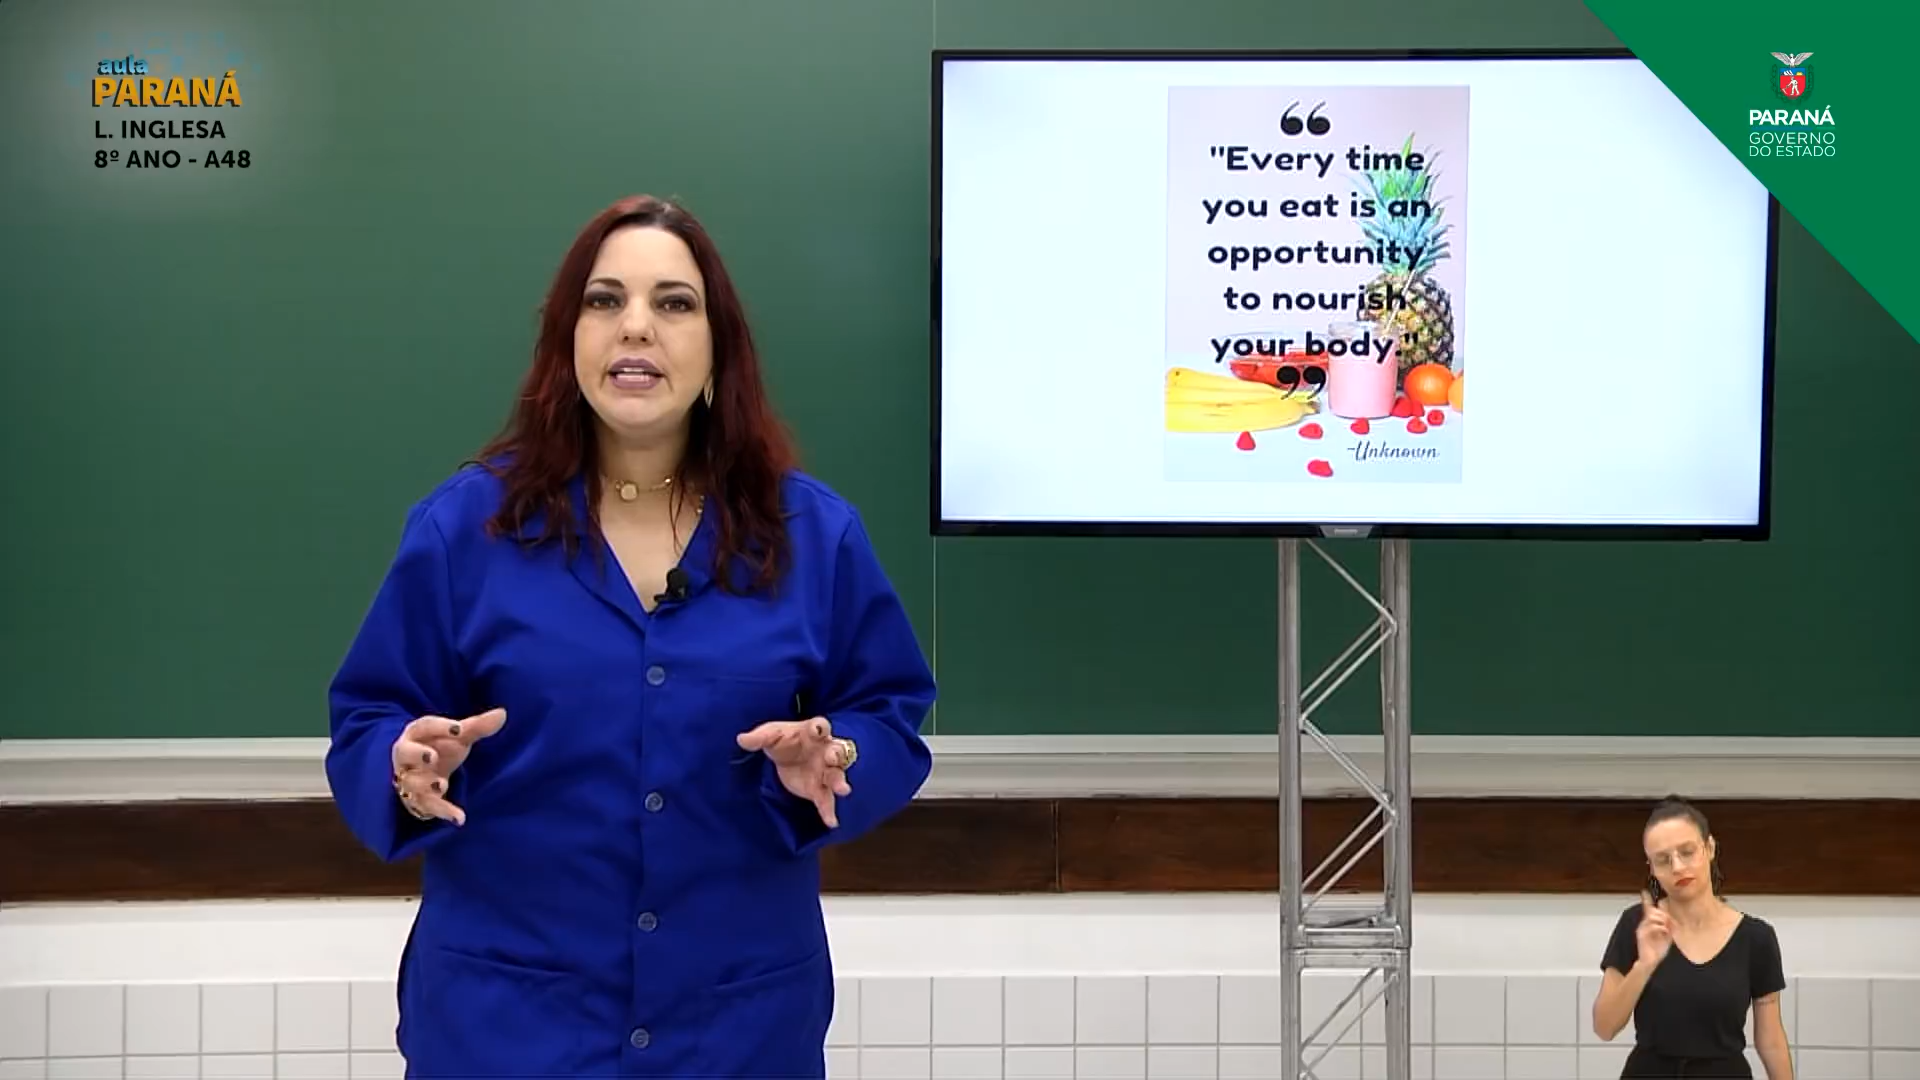 aula
PARANÁ
L. INGLESA
8º ANO - A48
“
"Every time
you eat is an
opportunity
to nourish
your body."
”
-Unknown
PARANÁ
GOVERNO
DO ESTADO